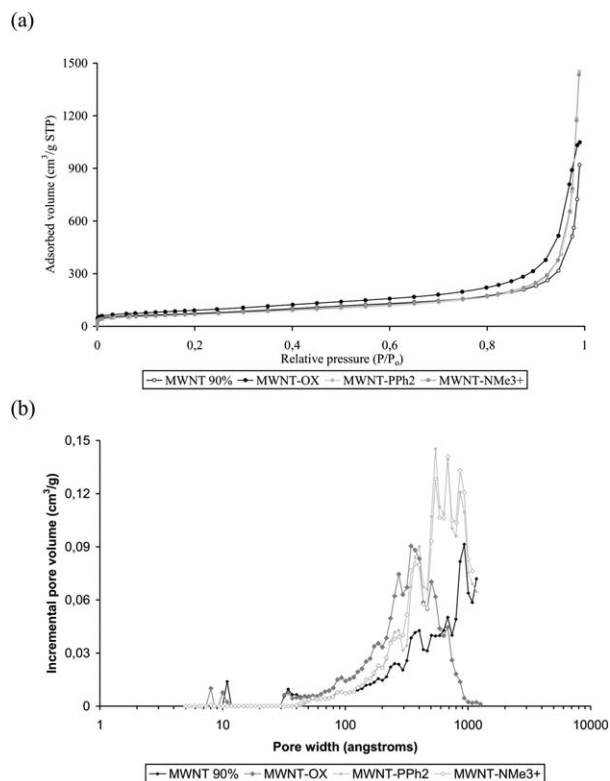 (a)
1500
1200
900
600
300
0
Adsorbed volume (cm³/g STP)
0 0,2 0,4 0,6 0,8 1
Relative pressure (P/Pₒ)
MWNT 90% MWNT-OX MWNT-PPh2 MWNT-NMe3+
(b)
0,15
0,12
0,09
0,06
0,03
0
Incremental pore volume (cm³/g)
1 10 100 1000 10000
Pore width (angstroms)
MWNT 90% MWNT-OX MWNT-PPh2 MWNT-NMe3+